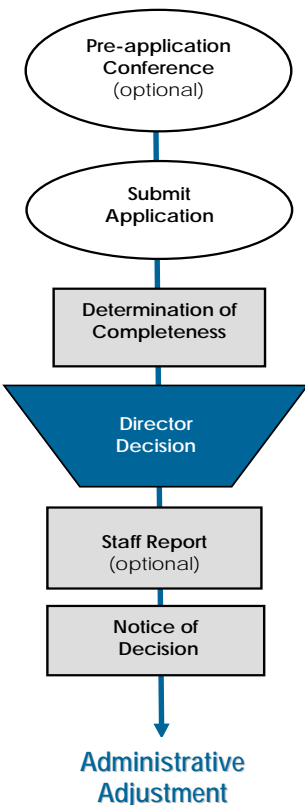 Pre-application
Conference
(optional)
Submit
Application
Determination of
Completeness
Director
Decision
Staff Report
(optional)
Notice of
Decision
Administrative
Adjustment